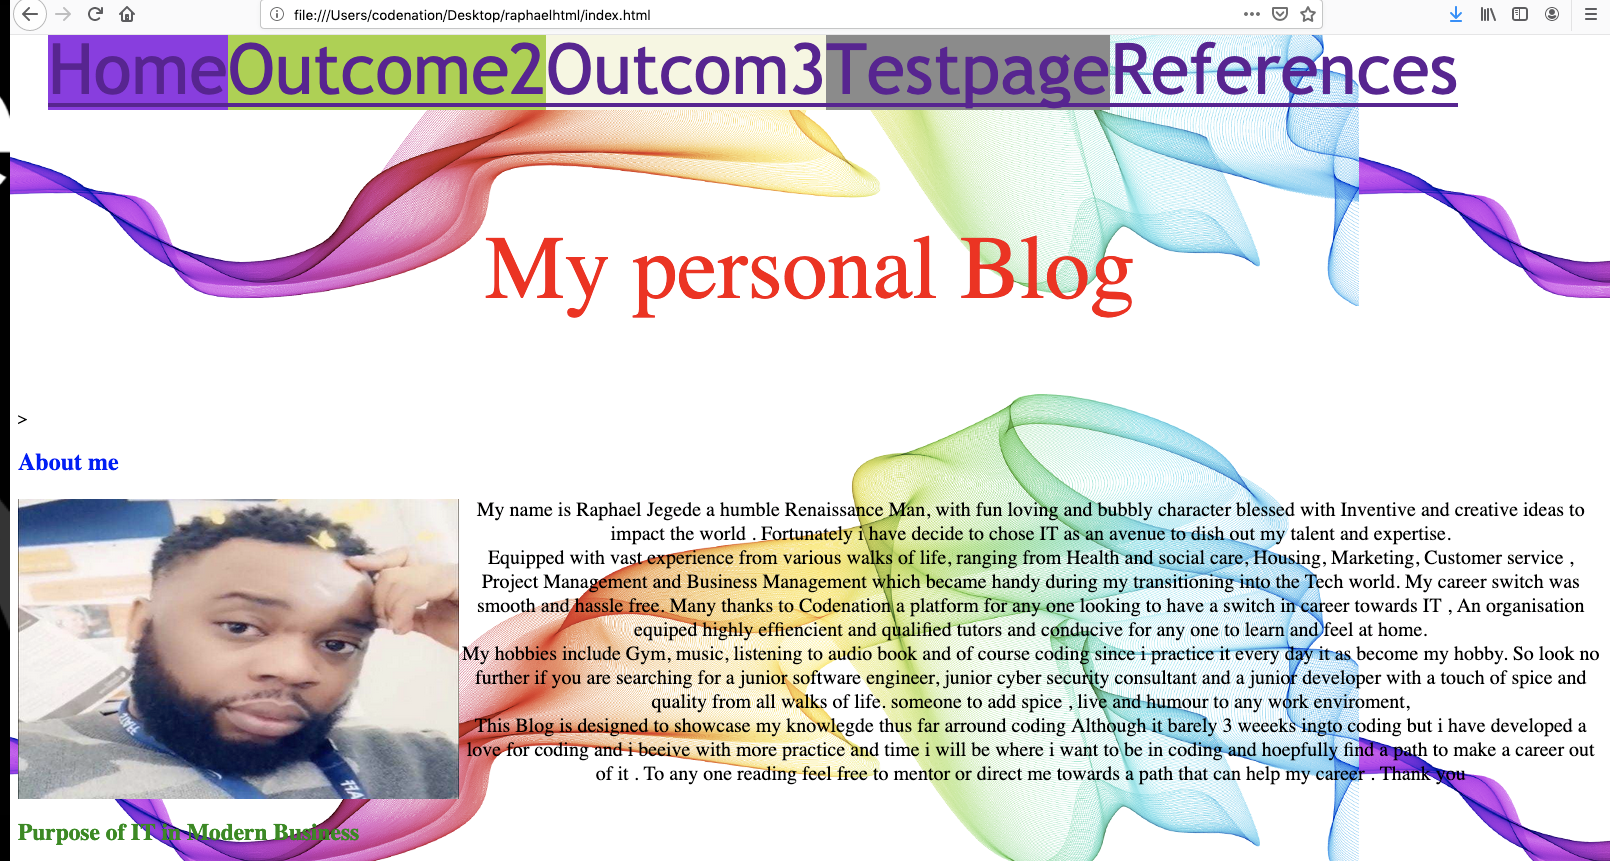 file:///Users/codenation/Desktop/raphaelhtml/index.html
HomeOutcome2Outcom3TestpageReferences
My personal Blog
>
About me
My name is Raphael Jegede a humble Renaissance Man, with fun loving and bubbly character blessed with Inventive and creative ideas to
impact the world . Fortunately i have decide to chose IT as an avenue to dish out my talent and expertise.
Equipped with vast experience from various walks of life, ranging from Health and social care, Housing, Marketing, Customer service ,
Project Management and Business Management which became handy during my transitioning into the Tech world. My career switch was
smooth and hassle free. Many thanks to Codenation a platform for any one looking to have a switch in career towards IT , An organisation
equiped highly effiencient and qualified tutors and conducive for any one to learn and feel at home.
My hobbies include Gym, music, listening to audio book and of course coding since i practice it every day it as become my hobby. So look no
further if you are searching for a junior software engineer, junior cyber security consultant and a junior developer with a touch of spice and
quality from all walks of life. someone to add spice , live and humour to any work enviroment,
This Blog is designed to showcase my knowlegde thus far arround coding Although it barely 3 weeeks ingto coding but i have developed a
love for coding and i beeive with more practice and time i will be where i want to be in coding and hoepfully find a path to make a career out
of it . To any one reading feel free to mentor or direct me towards a path that can help my career . Thank you
Purpose of IT in Modern Business